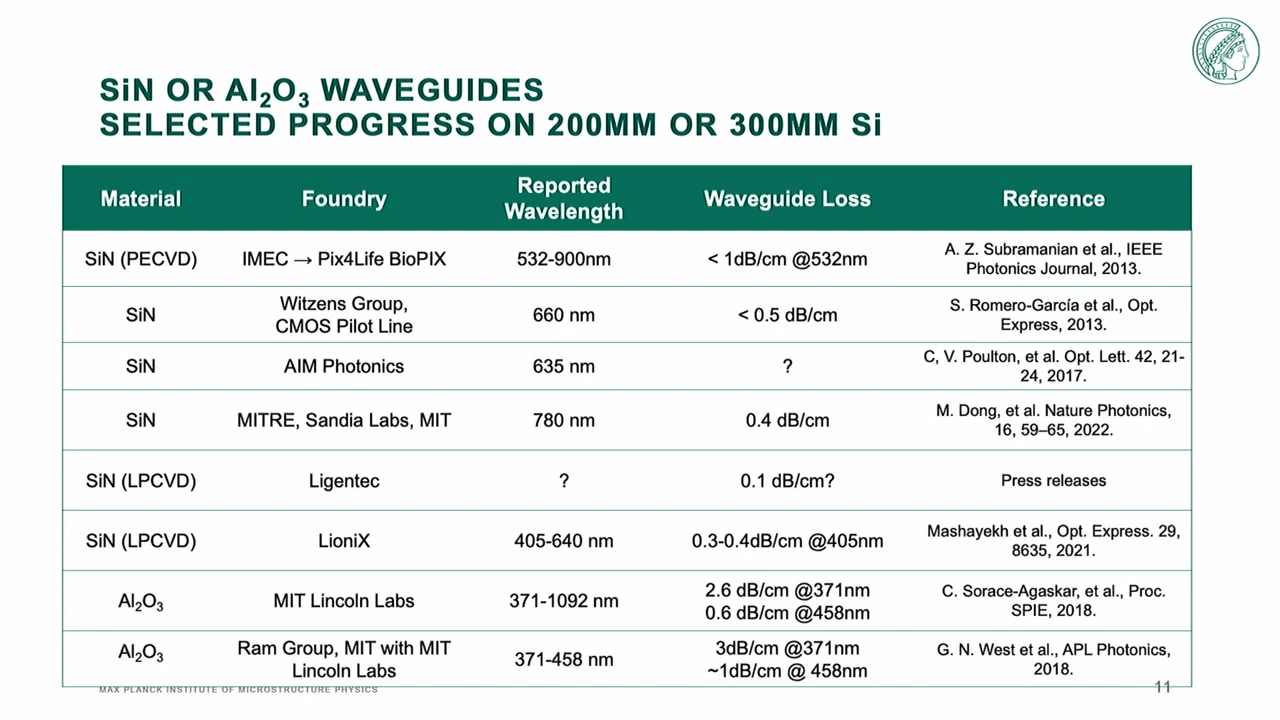 SiN OR Al₂O₃ WAVEGUIDES
SELECTED PROGRESS ON 200MM OR 300MM Si
Material Foundry Reported Wavelength Waveguide Loss Reference
SiN (PECVD) IMEC → Pix4Life BioPIX 532-900nm < 1dB/cm @532nm A. Z. Subramanian et al., IEEE Photonics Journal, 2013.
SiN Witzens Group, CMOS Pilot Line 660 nm < 0.5 dB/cm S. Romero-García et al., Opt. Express, 2013.
SiN AIM Photonics 635 nm ? C, V. Poulton, et al. Opt. Lett. 42, 21-24, 2017.
SiN MITRE, Sandia Labs, MIT 780 nm 0.4 dB/cm M. Dong, et al. Nature Photonics, 16, 59–65, 2022.
SiN (LPCVD) Ligentec ? 0.1 dB/cm? Press releases
SiN (LPCVD) LioniX 405-640 nm 0.3-0.4dB/cm @405nm Mashayekh et al., Opt. Express. 29, 8635, 2021.
Al₂O₃ MIT Lincoln Labs 371-1092 nm 2.6 dB/cm @371nm 0.6 dB/cm @458nm C. Sorace-Agaskar, et al., Proc. SPIE, 2018.
Al₂O₃ Ram Group, MIT with MIT Lincoln Labs 371-458 nm 3dB/cm @371nm ~1dB/cm @ 458nm G. N. West et al., APL Photonics, 2018.
MAX PLANCK INSTITUTE OF MICROSTRUCTURE PHYSICS 11